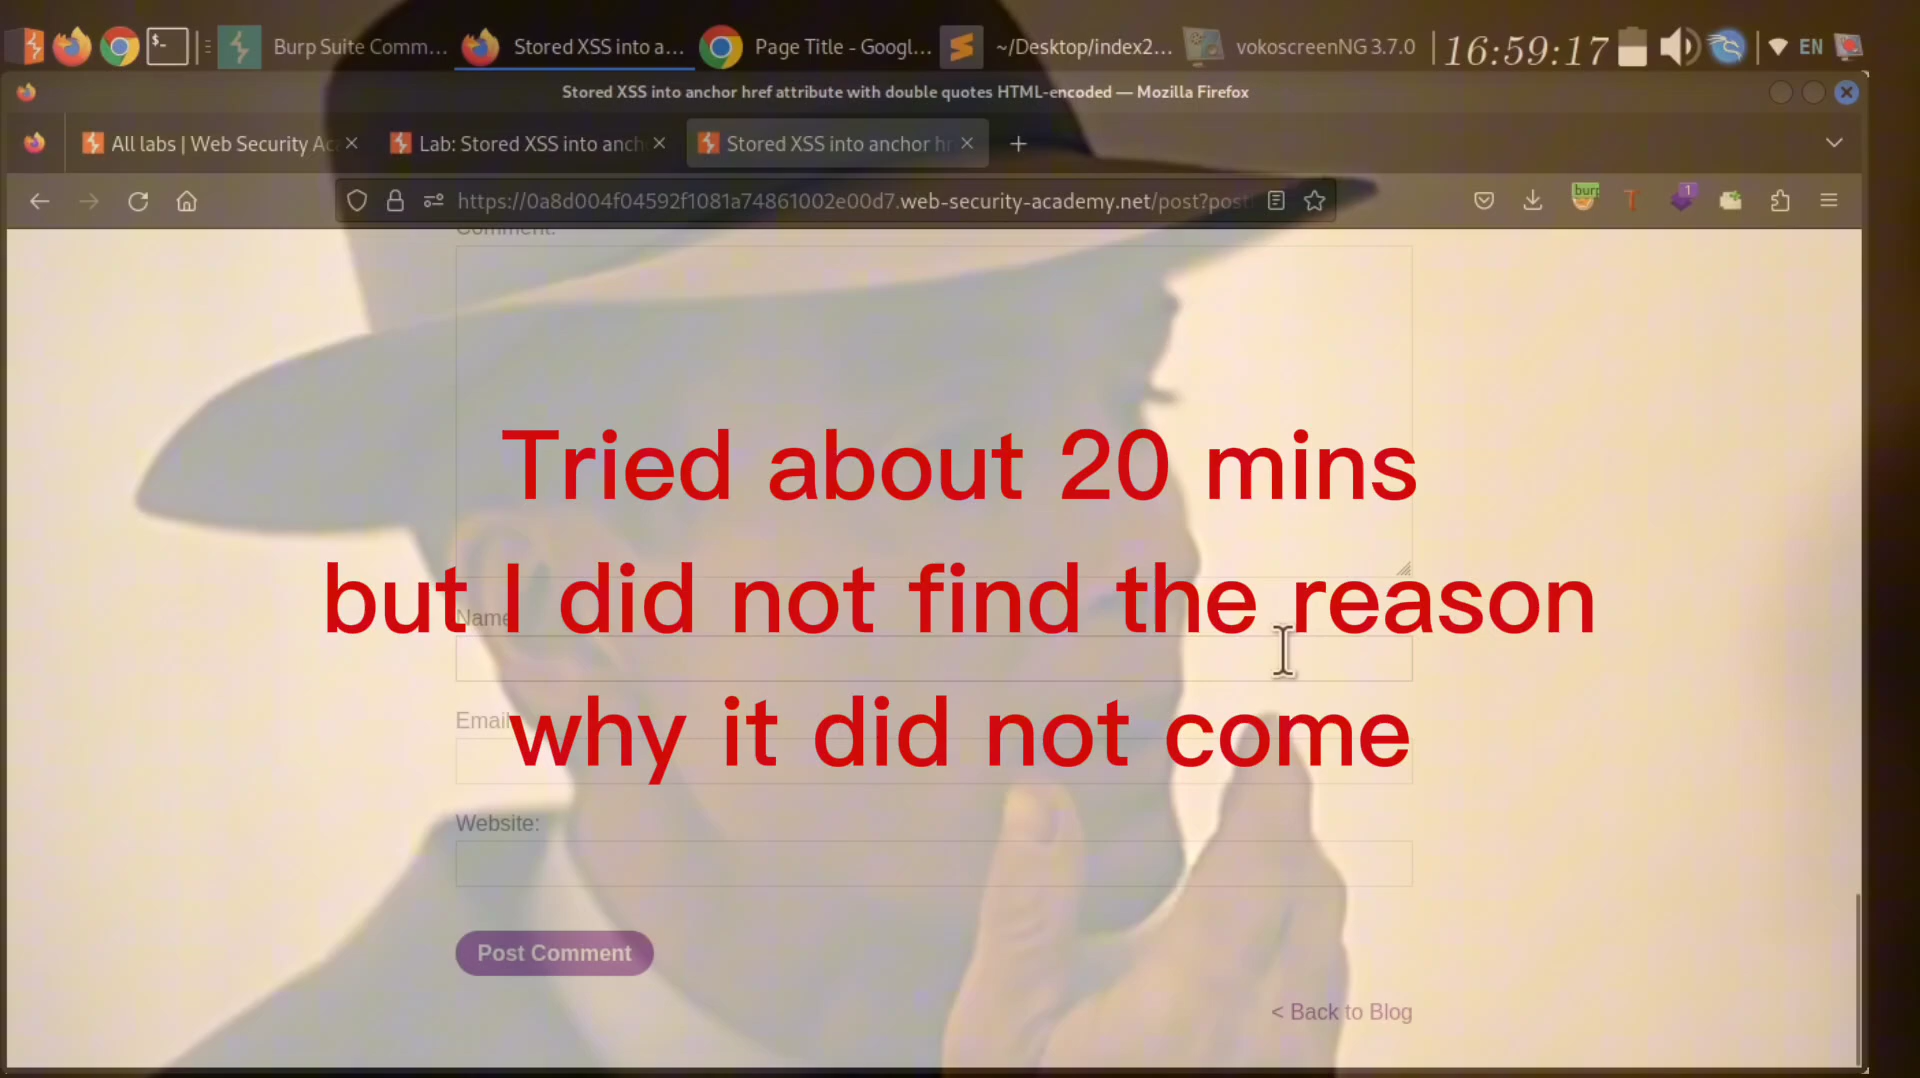 $-
Burp Suite Comm...
Stored XSS into a...
Page Title - Googl...
~/Desktop/index2...
vokoscreenNG 3.7.0
16:59:17
EN
Stored XSS into anchor href attribute with double quotes HTML-encoded — Mozilla Firefox
All labs | Web Security Ac
Lab: Stored XSS into anch
Stored XSS into anchor hr
https://0a8d004f04592f1081a74861002e00d7.web-security-academy.net/post?post
burp
1
Comment:
Tried about 20 mins
but I did not find the reason
why it did not come
Name
Email
Website:
Post Comment
< Back to Blog